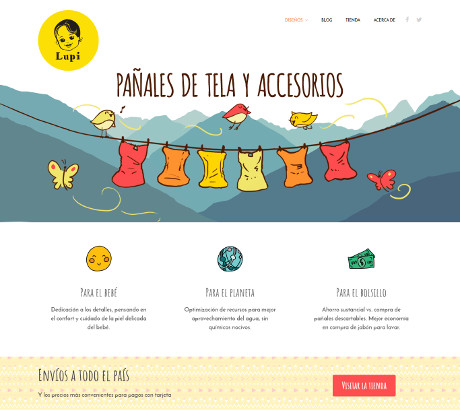 Lupi
DISEÑOS
BLOG
TIENDA
ACERCA DE
PAÑALES DE TELA Y ACCESORIOS
PARA EL BEBÉ
Dedicación a los detalles, pensando en
el confort y cuidado de la piel delicada
del bebé.
PARA EL PLANETA
Optimización de recursos para mejor
aprovechamiento del agua, sin
químicos nocivos.
PARA EL BOLSILLO
Ahorro sustancial vs. compra de
pañales descartables. Mejor economía
en compra de jabón para lavar.
ENVÍOS A TODO EL PAÍS
Y los precios más convenientes para pagos con tarjeta
VISITAR LA TIENDA